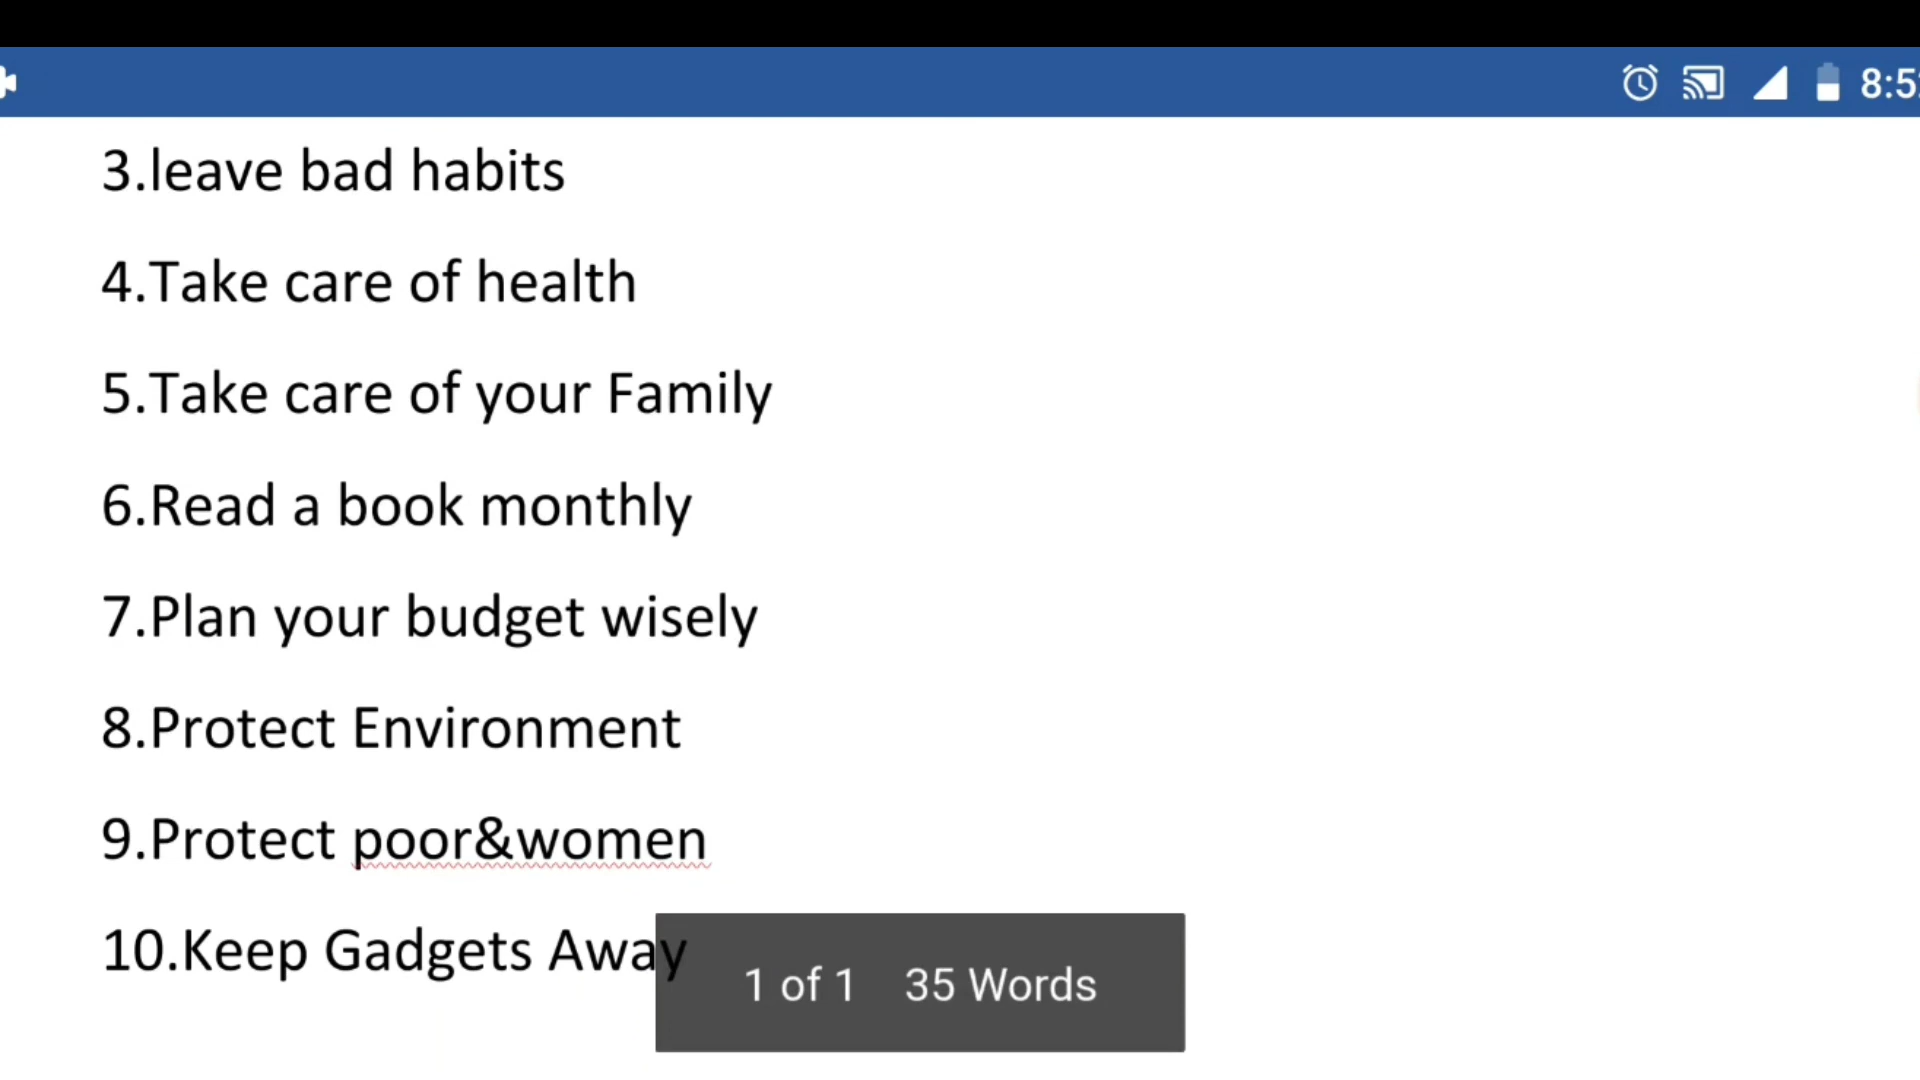 8:5
3.leave bad habits
4.Take care of health
5.Take care of your Family
6.Read a book monthly
7.Plan your budget wisely
8.Protect Environment
9.Protect poor&women
10.Keep Gadgets Away
1 of 1 35 Words